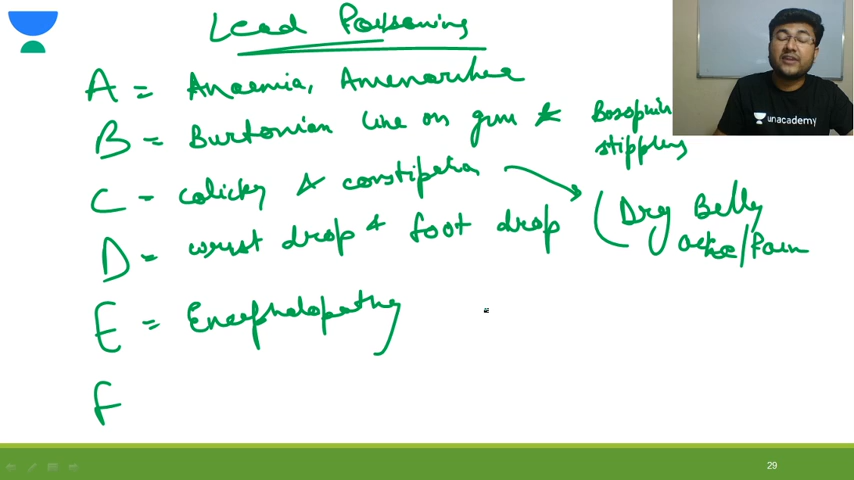 Lead Poisoning
A = Anaemia, Amenorrhea
B = Burtonian line on gum & Basophilic stippling
C = colicky & constipation → (Dry Belly ache/Pain
D = wrist drop & foot drop
E = Encephalopathy
F
unacademy
29